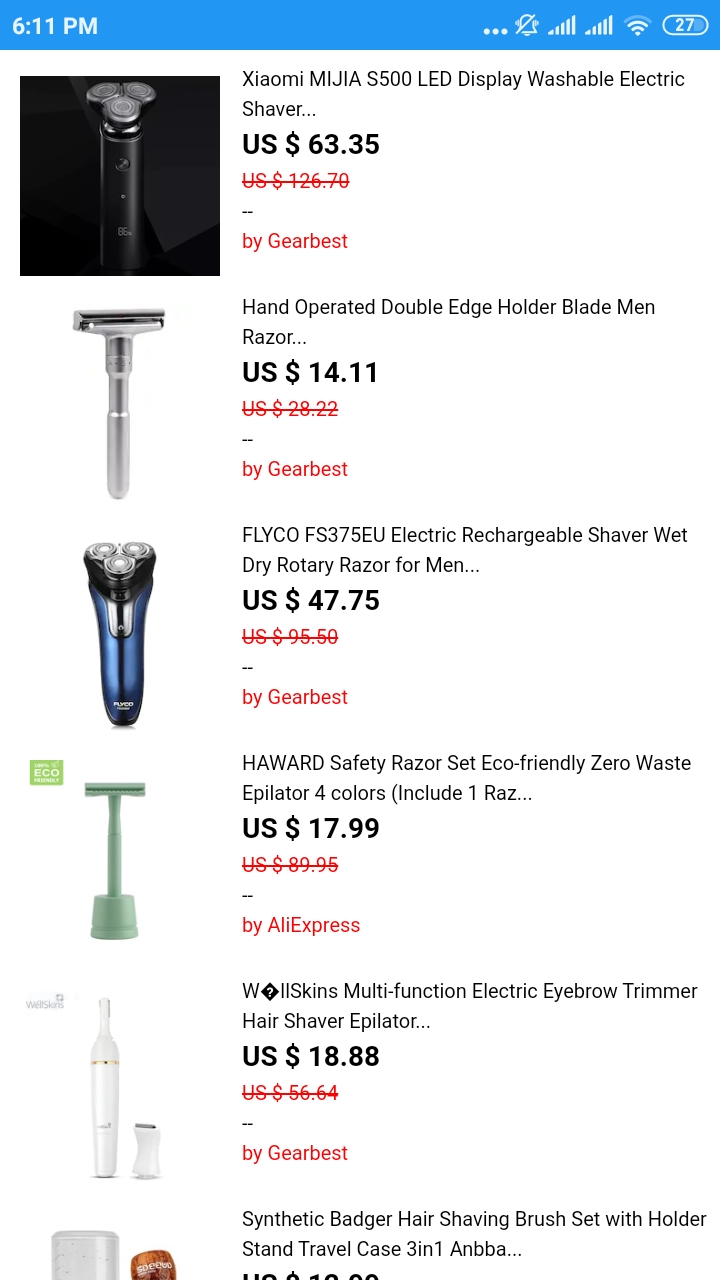 6:11 PM
27
Xiaomi MIJIA S500 LED Display Washable Electric
Shaver...
US $ 63.35
US $ 126.70
--
by Gearbest
86%
Hand Operated Double Edge Holder Blade Men
Razor...
US $ 14.11
US $ 28.22
--
by Gearbest
FLYCO FS375EU Electric Rechargeable Shaver Wet
Dry Rotary Razor for Men...
US $ 47.75
US $ 95.50
--
by Gearbest
FLYCO
100%
ECO
FRIENDLY
HAWARD Safety Razor Set Eco-friendly Zero Waste
Epilator 4 colors (Include 1 Raz...
US $ 17.99
US $ 89.95
--
by AliExpress
WéllSkins
W�llSkins Multi-function Electric Eyebrow Trimmer
Hair Shaver Epilator...
US $ 18.88
US $ 56.64
--
by Gearbest
Synthetic Badger Hair Shaving Brush Set with Holder
Stand Travel Case 3in1 Anbba...